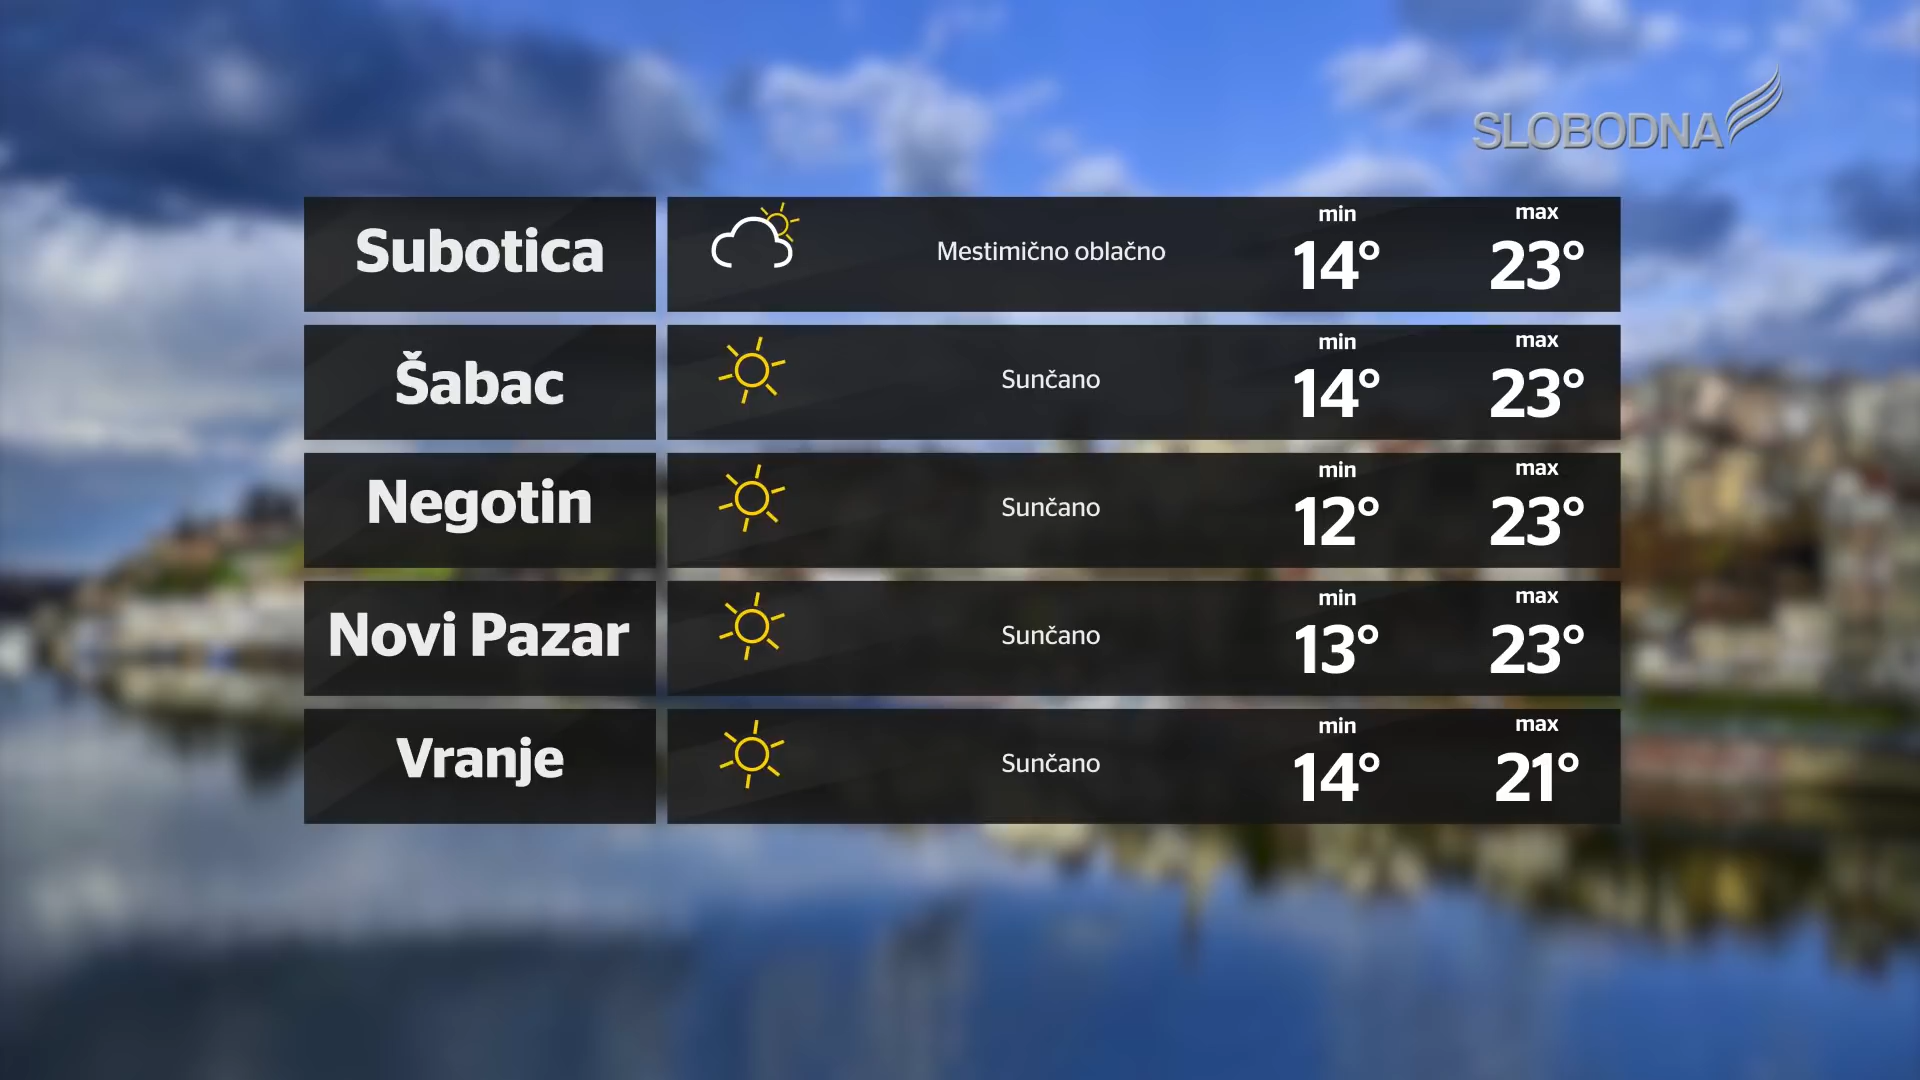 SLOBODNA
Subotica
Mestimično oblačno
min
14°
max
23°
Šabac
Sunčano
min
14°
max
23°
Negotin
Sunčano
min
12°
max
23°
Novi Pazar
Sunčano
min
13°
max
23°
Vranje
Sunčano
min
14°
max
21°